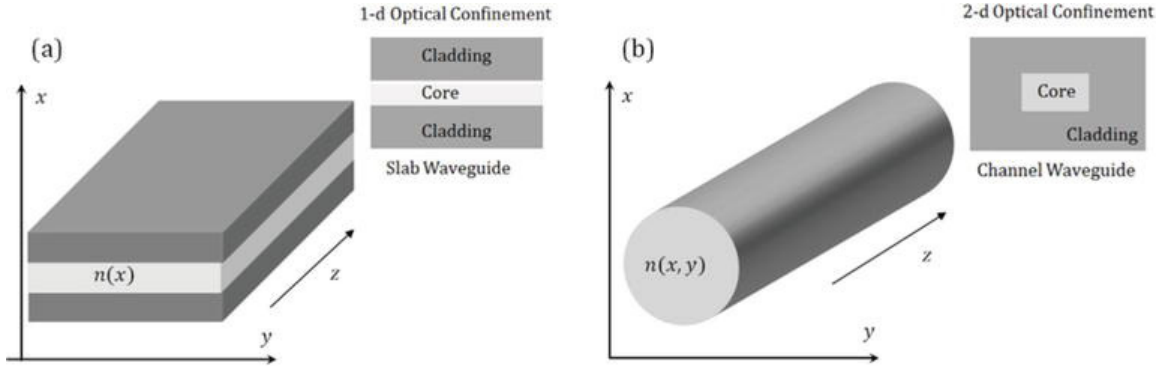 1-d Optical Confinement
(a)
Cladding
Core
Cladding
Slab Waveguide
x
n(x)
z
y
2-d Optical Confinement
(b)
Core
Cladding
Channel Waveguide
x
n(x, y)
z
y